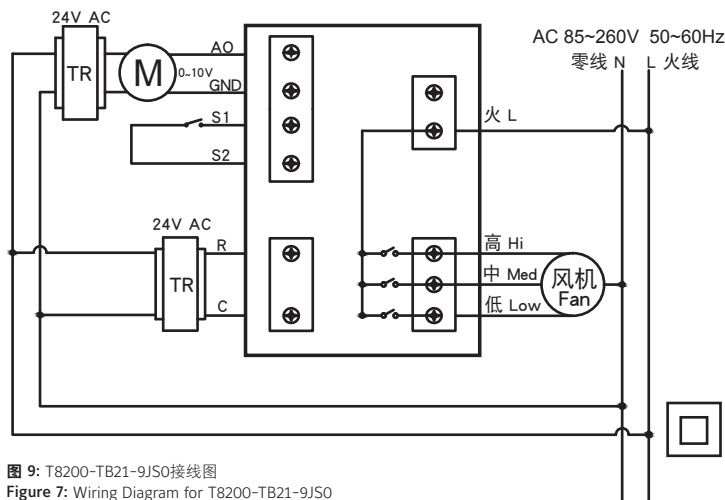 24V AC
AC 85~260V 50~60Hz
零线 N L 火线
TR
M
0~10V
AO
GND
S1
S2
火 L
24V AC
TR
R
C
高 Hi
中 Med
低 Low
风机
Fan
图 9: T8200-TB21-9JS0接线图
Figure 7: Wiring Diagram for T8200-TB21-9JS0